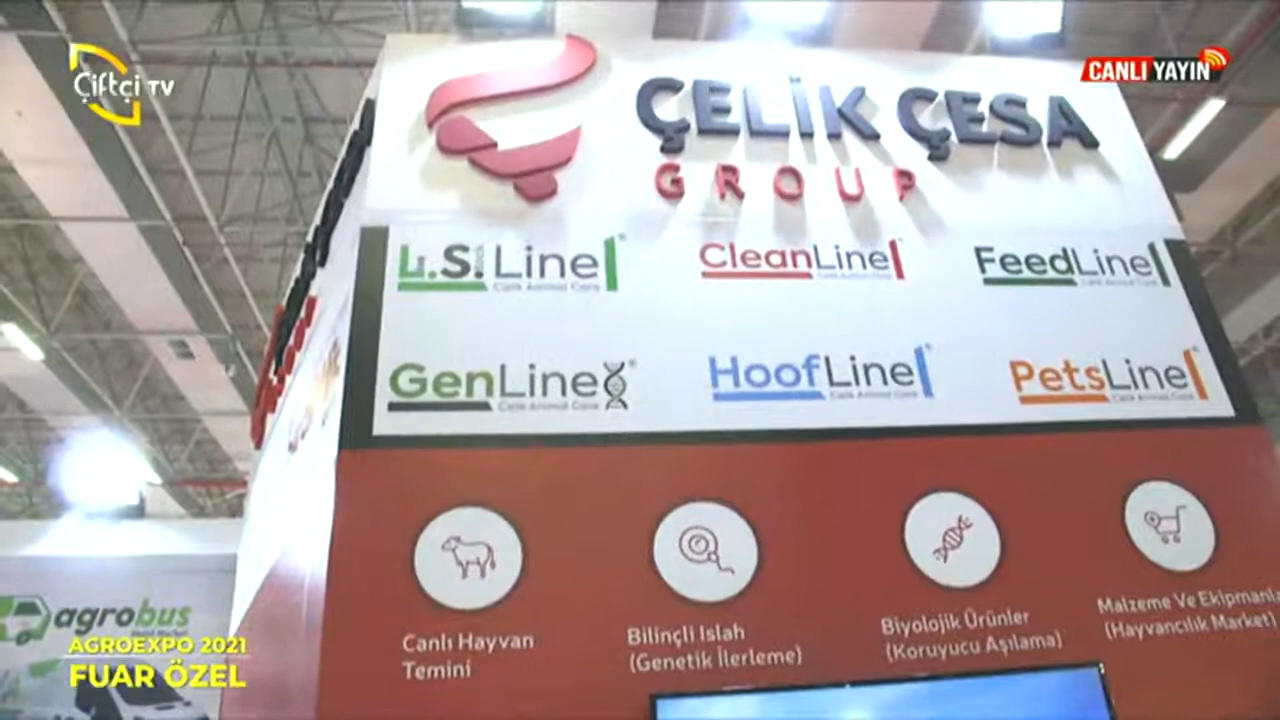 Çiftçi TV
CANLI YAYIN
ÇELİK ÇESA
GROUP
L.S. Line
CleanLine
FeedLine
GenLine
HoofLine
PetsLine
Canlı Hayvan
Temini
Bilinçli Islah
(Genetik İlerleme)
Biyolojik Ürünler
(Koruyucu Aşılama)
Malzeme Ve Ekipmanla
(Hayvancılık Market)
agrobus
AGROEXPO 2021
FUAR ÖZEL